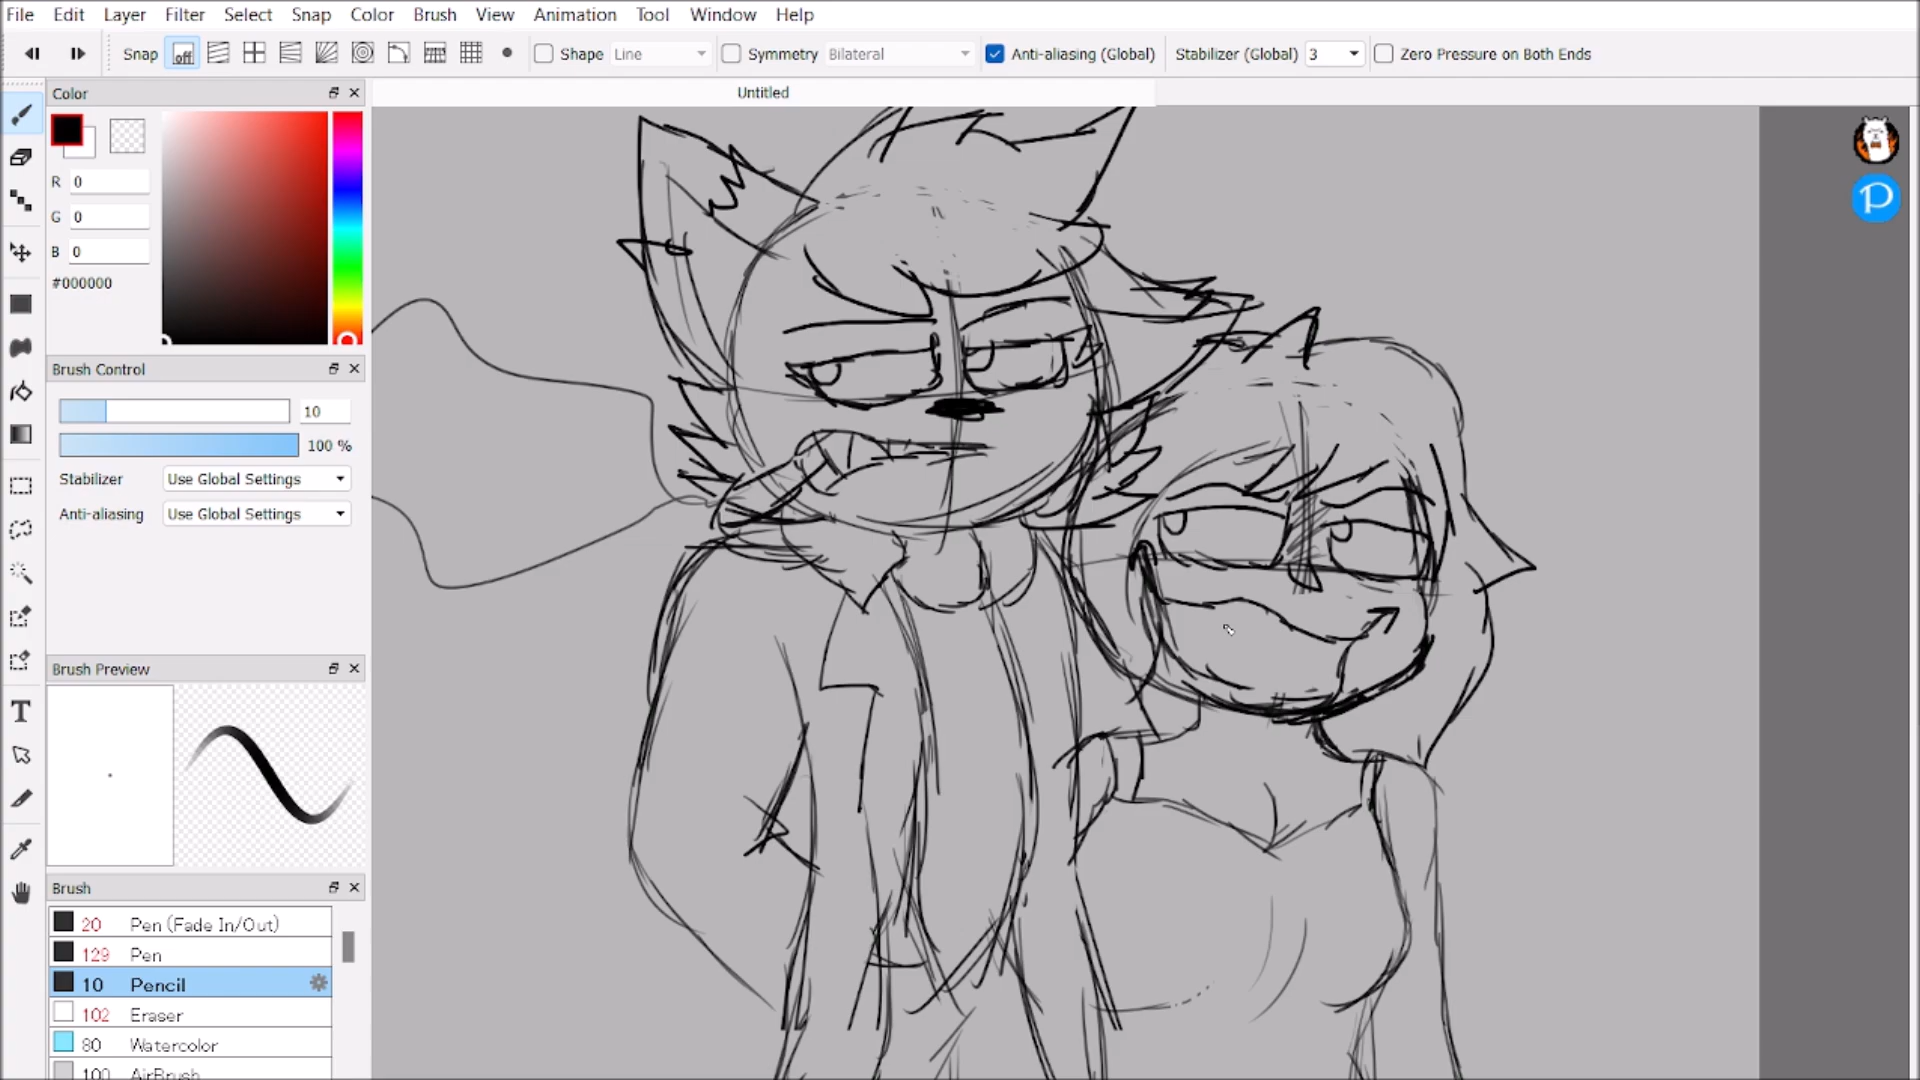 File Edit Layer Filter Select Snap Color Brush View Animation Tool Window Help
Snap off Shape Line Symmetry Bilateral Anti-aliasing (Global) Stabilizer (Global) 3 Zero Pressure on Both Ends
Color
Untitled
R 0
G 0
B 0
#000000
Brush Control
10
100 %
Stabilizer Use Global Settings
Anti-aliasing Use Global Settings
Brush Preview
T
Brush
20 Pen (Fade In/Out)
129 Pen
10 Pencil
102 Eraser
80 Watercolor
100 AirBrush
P